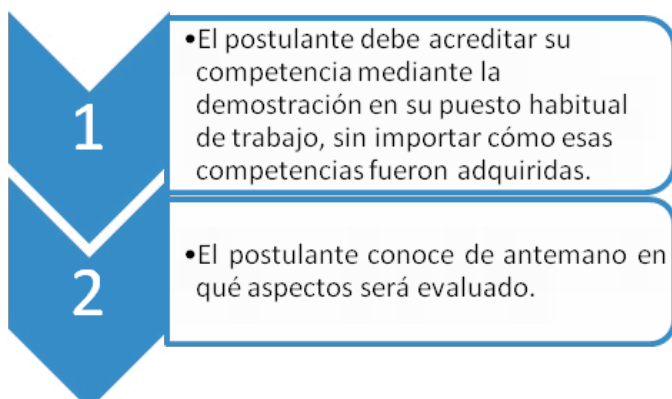 1
•El postulante debe acreditar su
competencia mediante la
demostración en su puesto habitual
de trabajo, sin importar cómo esas
competencias fueron adquiridas.
2
•El postulante conoce de antemano en
qué aspectos será evaluado.